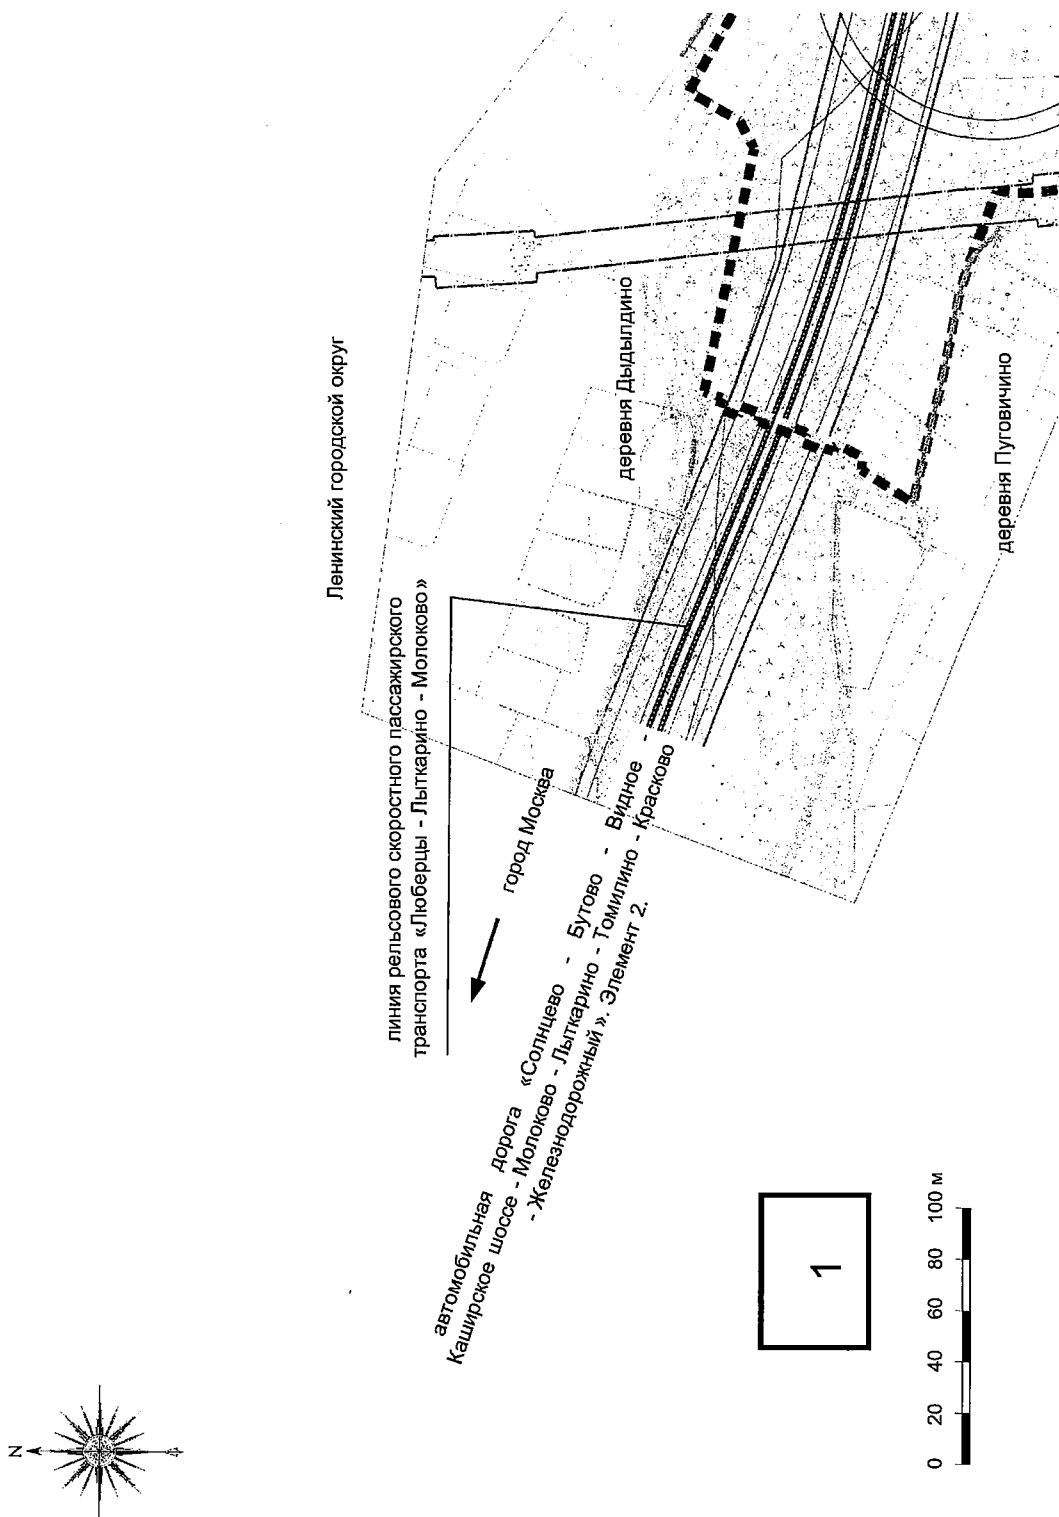 N
Ленинский городской округ
линия рельсового скоростного пассажирского
транспорта «Люберцы - Лыткарино - Молоково»
деревня Дыдылдино
город Москва
автомобильная дорога «Солнцево - Бутово - Видное -
Каширское шоссе - Молоково - Лыткарино - Томилино - Красково
- Железнодорожный». Элемент 2.
деревня Пуговичино
1
0 20 40 60 80 100 м